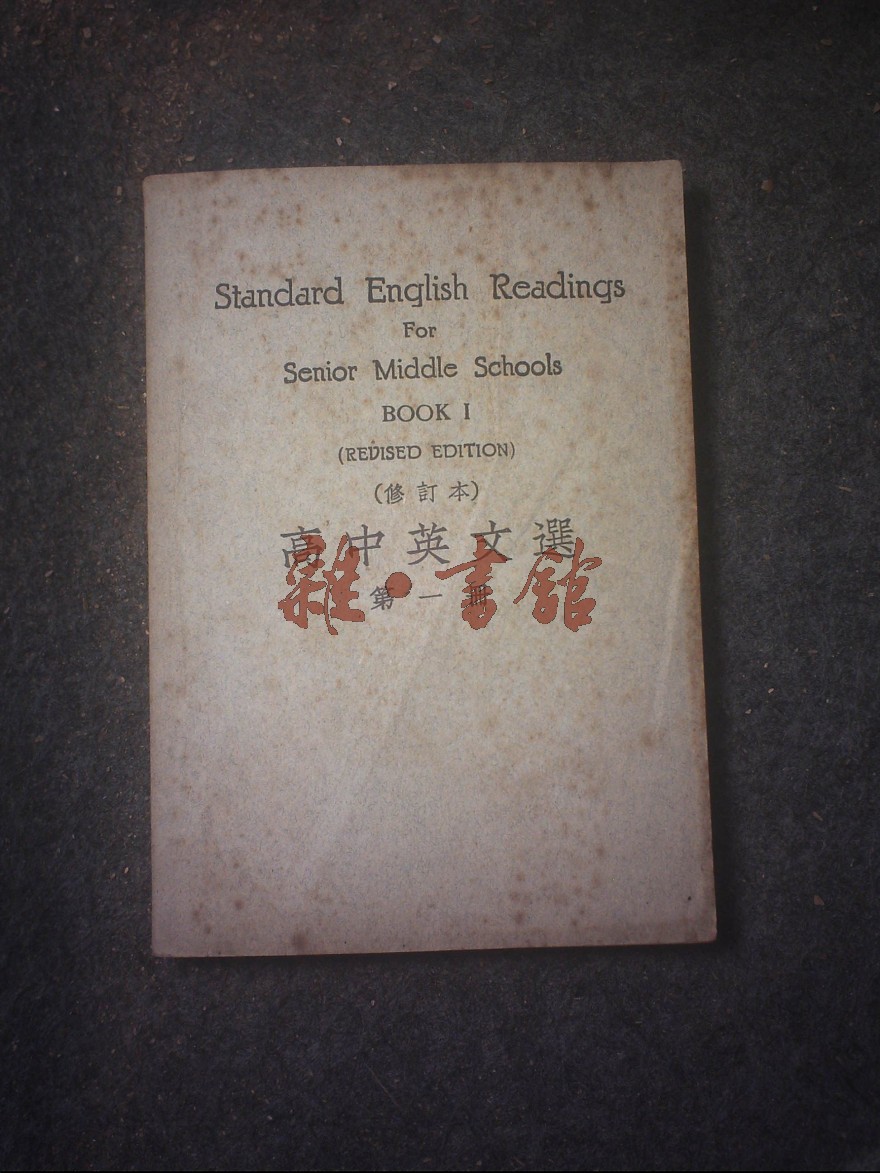 Standard English Readings
For
Senior Middle Schools
BOOK I
(REVISED EDITION)
(修訂本)
高中英文選
第一冊
雜·書館